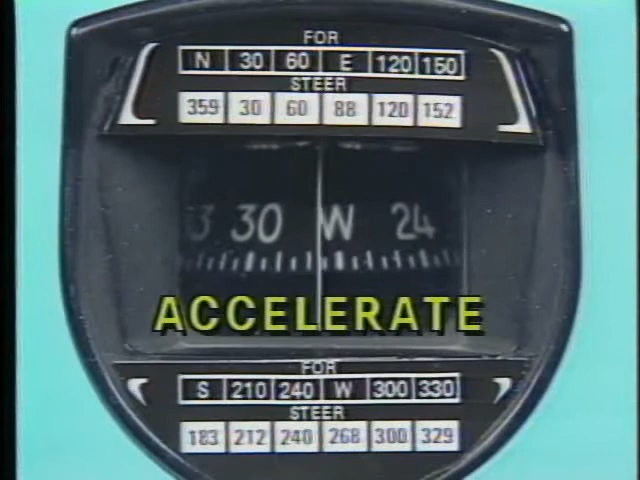 FOR
N 30 60 E 120 150
STEER
359 30 60 88 120 152
3 30 W 24
ACCELERATE
FOR
S 210 240 W 300 330
STEER
183 212 240 268 300 329